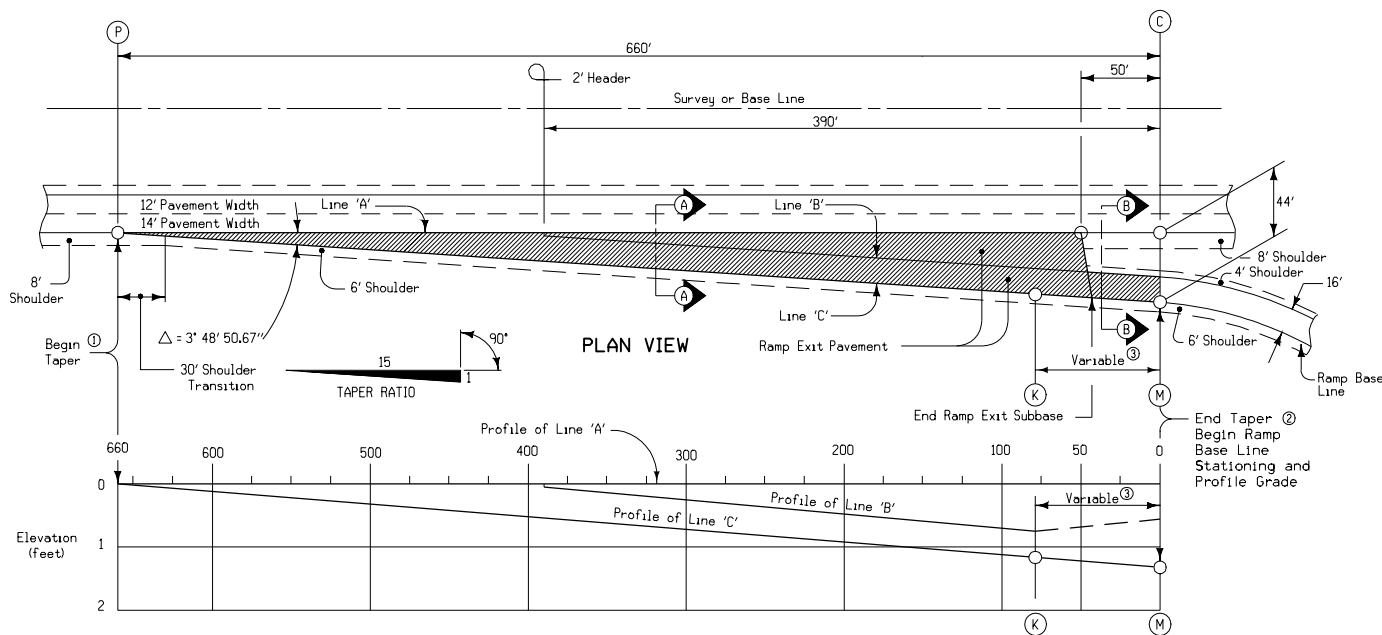 P
C
660'
50'
2' Header
Survey or Base Line
390'
12' Pavement Width
14' Pavement Width
Line 'A'
A
Line 'B'
B
44'
8' Shoulder
6' Shoulder
8' Shoulder
4' Shoulder
16'
Line 'C'
A
B
6' Shoulder
△ = 3° 48' 50.67''
Begin ①
Taper
PLAN VIEW
Ramp Exit Pavement
Variable ③
30' Shoulder
Transition
15
90°
1
TAPER RATIO
Ramp Base
Line
K
M
End Ramp Exit Subbase
Profile of Line 'A'
End Taper ②
Begin Ramp
Base Line
Stationing and
Profile Grade
660
600
500
400
300
200
100
50
0
0
Variable ③
Profile of Line 'B'
Profile of Line 'C'
Elevation
(feet)
1
2
K
M